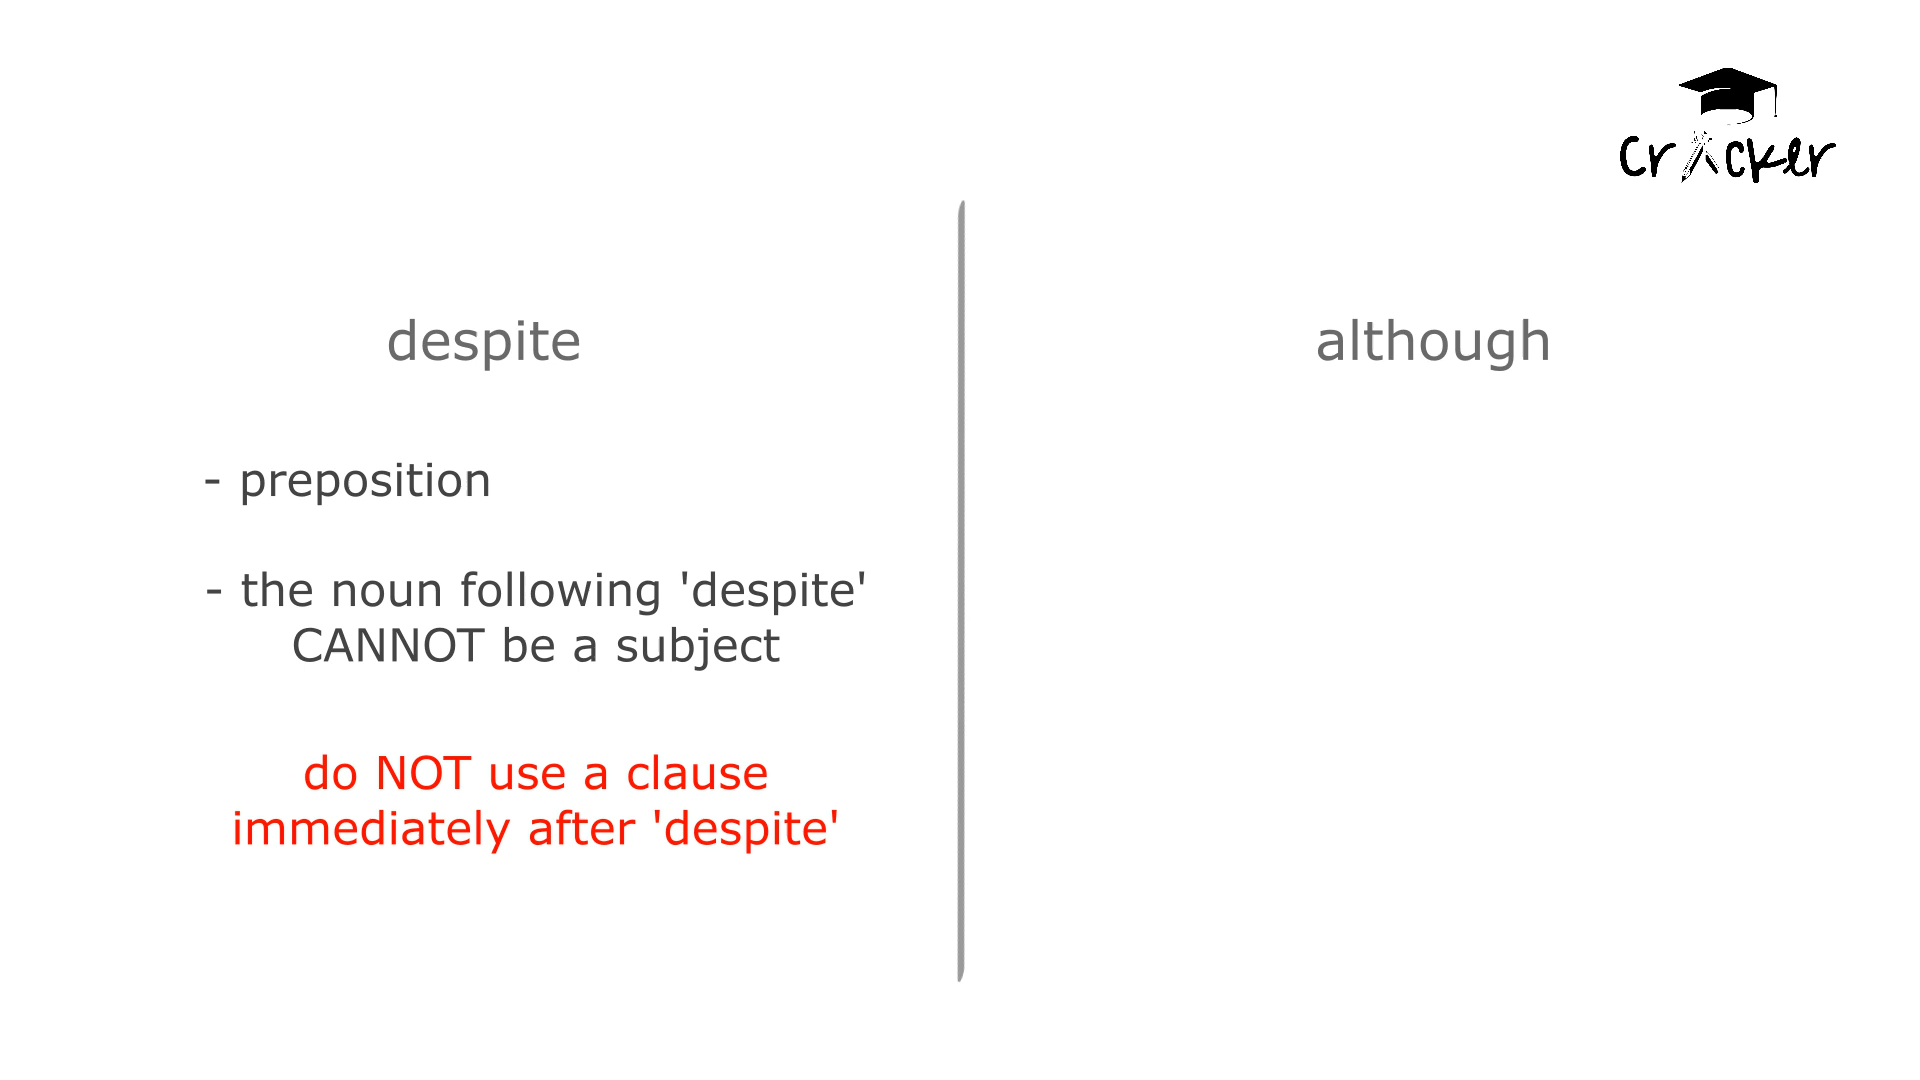 Cracker
despite
although
- preposition
- the noun following 'despite'
CANNOT be a subject
do NOT use a clause
immediately after 'despite'